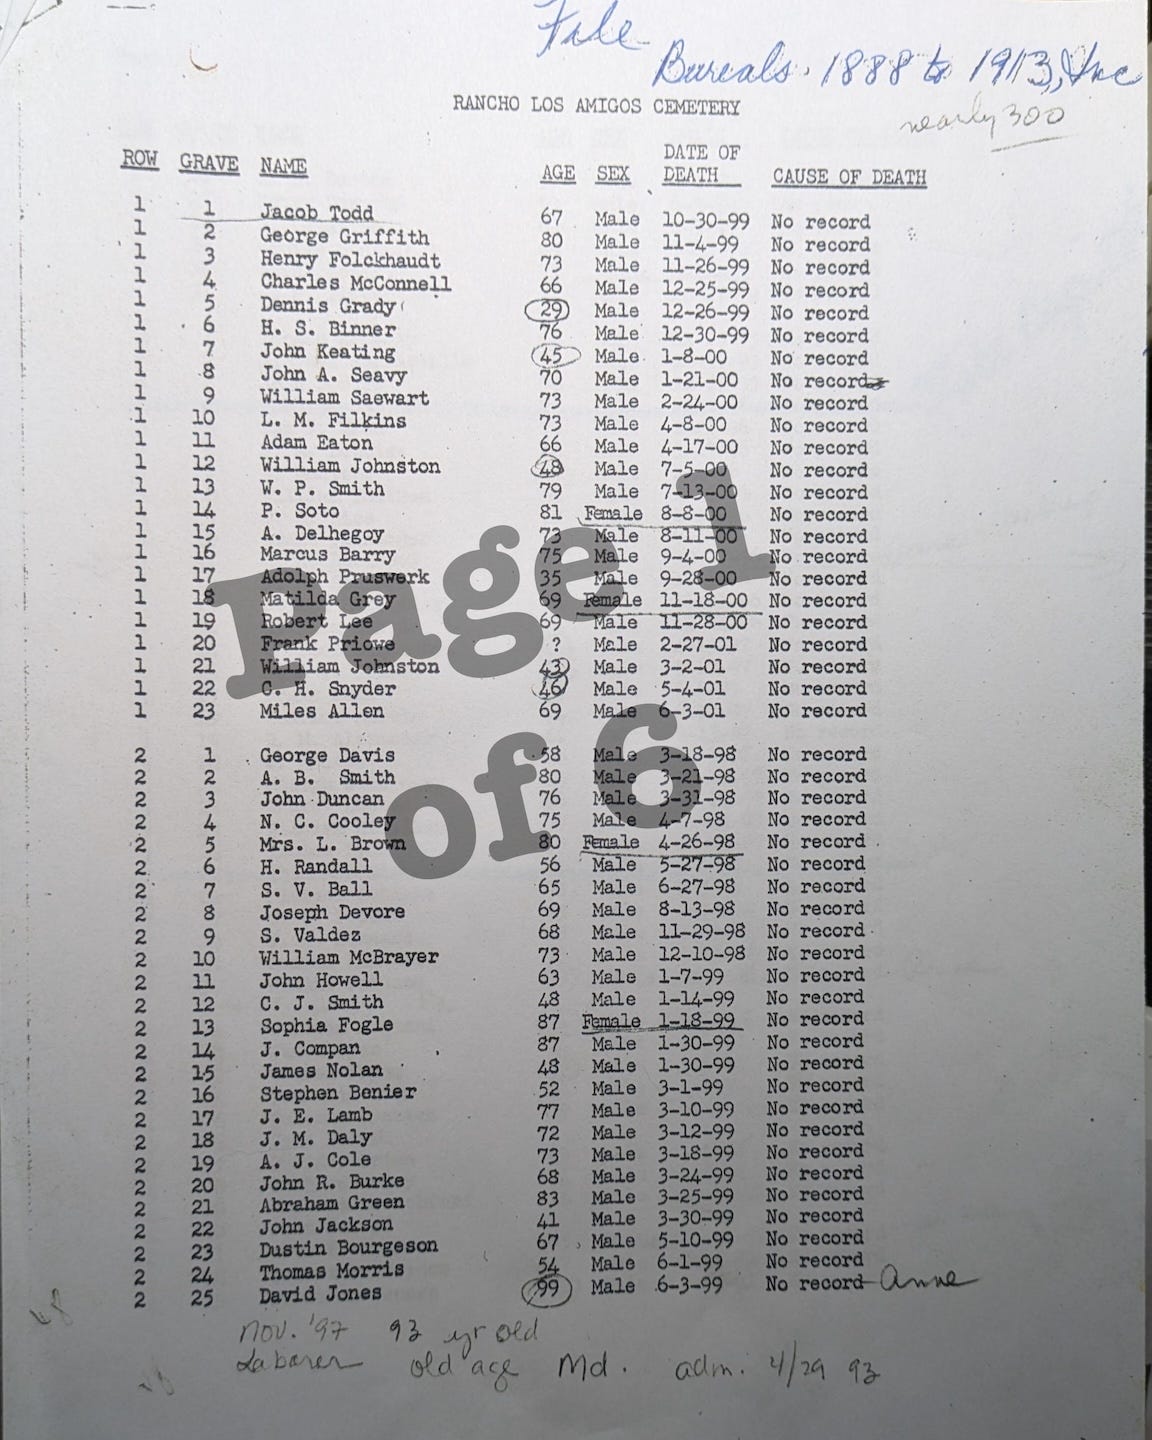 File
Bureals. 1888 to 1913, Inc
nearly 300
RANCHO LOS AMIGOS CEMETERY
ROW GRAVE NAME AGE SEX DATE OF DEATH CAUSE OF DEATH
1 1 Jacob Todd 67 Male 10-30-99 No record
1 2 George Griffith 80 Male 11-4-99 No record
1 3 Henry Folckhaudt 73 Male 11-26-99 No record
1 4 Charles McConnell 66 Male 12-25-99 No record
1 5 Dennis Grady 29 Male 12-26-99 No record
1 6 H. S. Binner 76 Male 12-30-99 No record
1 7 John Keating 45 Male 1-8-00 No record
1 8 John A. Seavy 70 Male 1-21-00 No record
1 9 William Saewart 73 Male 2-24-00 No record
1 10 L. M. Filkins 73 Male 4-8-00 No record
1 11 Adam Eaton 66 Male 4-17-00 No record
1 12 William Johnston 48 Male 7-5-00 No record
1 13 W. P. Smith 79 Male 7-13-00 No record
1 14 P. Soto 81 Female 8-8-00 No record
1 15 A. Delhegoy 73 Male 8-11-00 No record
1 16 Marcus Barry 75 Male 9-4-00 No record
1 17 Adolph Pruswerk 35 Male 9-28-00 No record
1 18 Matilda Grey 69 Female 11-18-00 No record
1 19 Robert Lee 69 Male 11-28-00 No record
1 20 Frank Priowe ? Male 2-27-01 No record
1 21 William Johnston 43 Male 3-2-01 No record
1 22 C. H. Snyder 46 Male 5-4-01 No record
1 23 Miles Allen 69 Male 6-3-01 No record
2 1 George Davis 58 Male 3-18-98 No record
2 2 A. B. Smith 80 Male 3-21-98 No record
2 3 John Duncan 76 Male 3-31-98 No record
2 4 N. C. Cooley 75 Male 4-7-98 No record
2 5 Mrs. L. Brown 80 Female 4-26-98 No record
2 6 H. Randall 56 Male 5-27-98 No record
2 7 S. V. Ball 65 Male 6-27-98 No record
2 8 Joseph Devore 69 Male 8-13-98 No record
2 9 S. Valdez 68 Male 11-29-98 No record
2 10 William McBrayer 73 Male 12-10-98 No record
2 11 John Howell 63 Male 1-7-99 No record
2 12 C. J. Smith 48 Male 1-14-99 No record
2 13 Sophia Fogle 87 Female 1-18-99 No record
2 14 J. Compan 87 Male 1-30-99 No record
2 15 James Nolan 48 Male 1-30-99 No record
2 16 Stephen Benier 52 Male 3-1-99 No record
2 17 J. E. Lamb 77 Male 3-10-99 No record
2 18 J. M. Daly 72 Male 3-12-99 No record
2 19 A. J. Cole 73 Male 3-18-99 No record
2 20 John R. Burke 68 Male 3-24-99 No record
2 21 Abraham Green 83 Male 3-25-99 No record
2 22 John Jackson 41 Male 3-30-99 No record
2 23 Dustin Bourgeson 67 Male 5-10-99 No record
2 24 Thomas Morris 54 Male 6-1-99 No record
2 25 David Jones 99 Male 6-3-99 No record Anne
Nov. '97 93 yr old
Laborer old age Md. adm. 4/29 93
Page 1
of 6